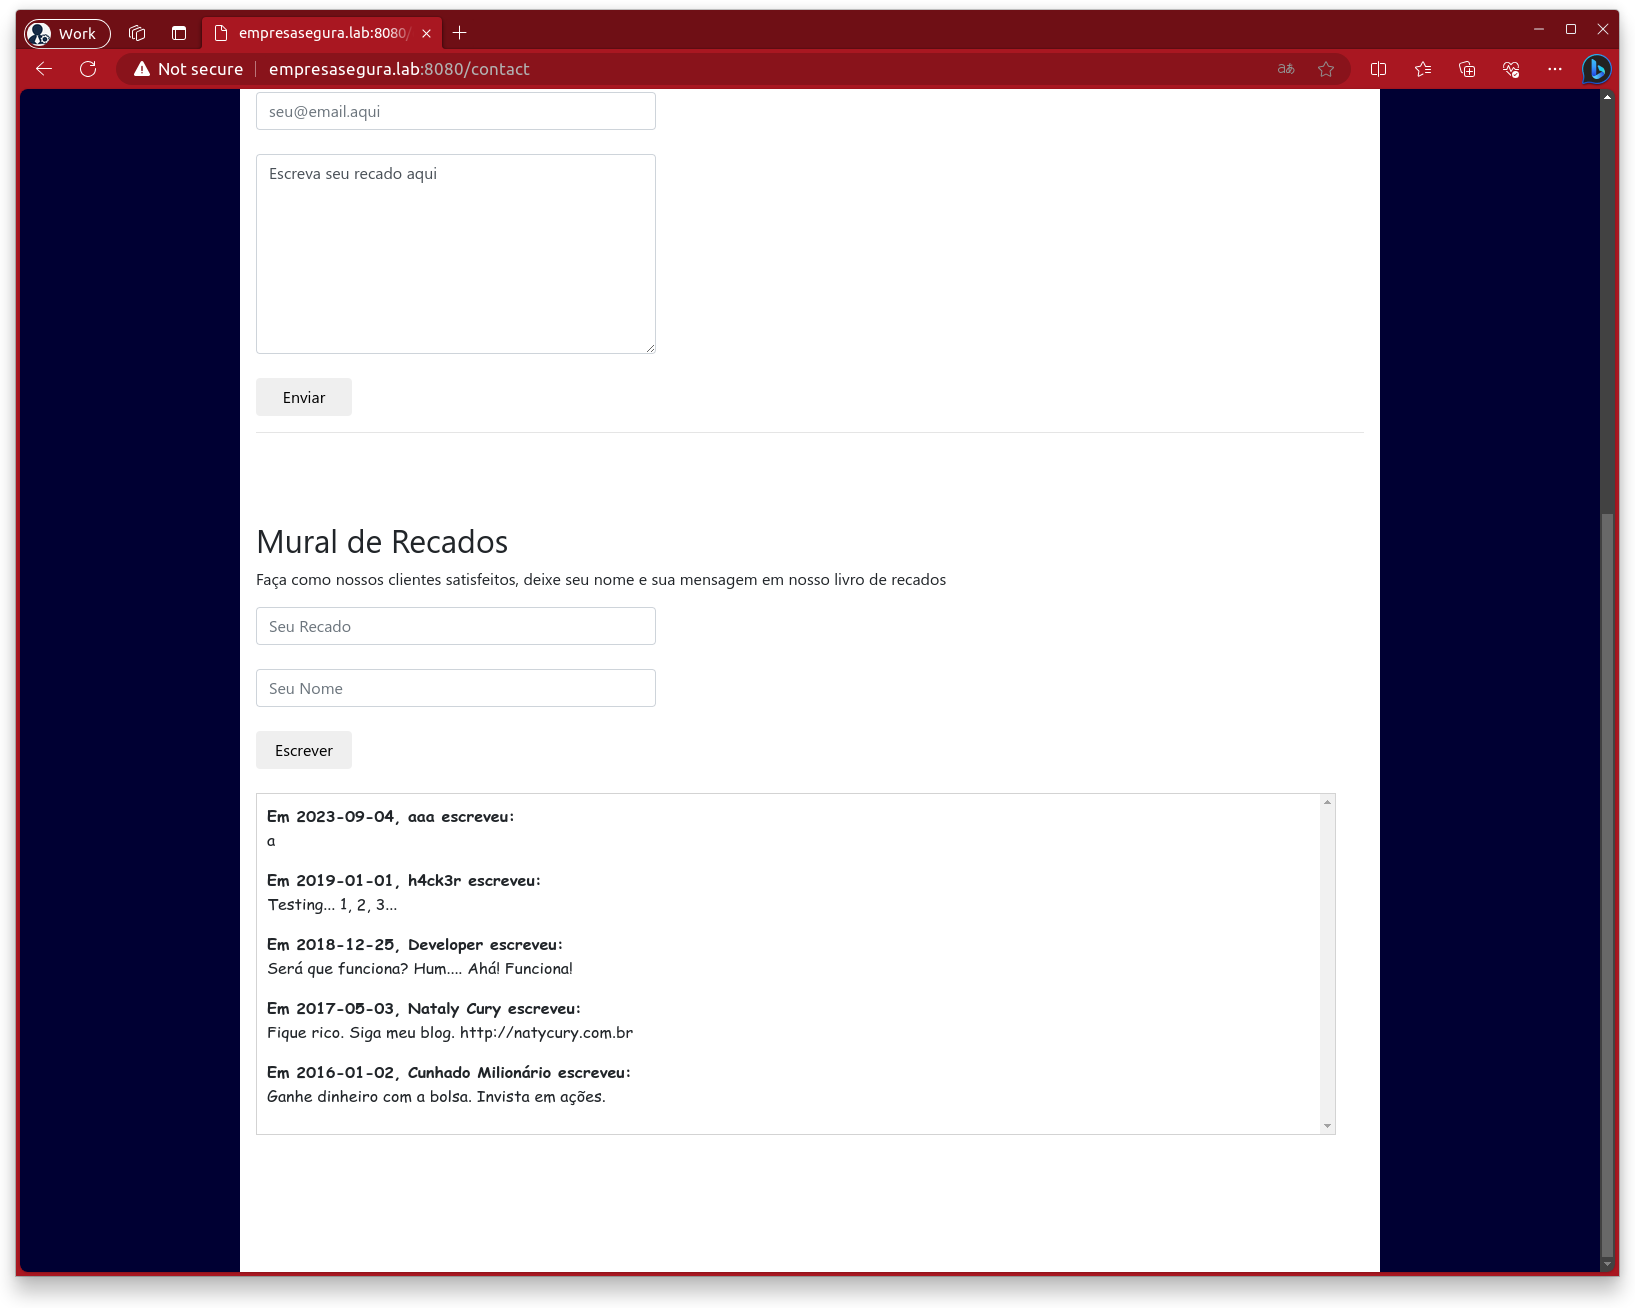 Work
empresasegura.lab:8080/
Not secure
empresasegura.lab:8080/contact
seu@email.aqui
Escreva seu recado aqui
Enviar
Mural de Recados
Faça como nossos clientes satisfeitos, deixe seu nome e sua mensagem em nosso livro de recados
Seu Recado
Seu Nome
Escrever
Em 2023-09-04, aaa escreveu:
a
Em 2019-01-01, h4ck3r escreveu:
Testing... 1, 2, 3...
Em 2018-12-25, Developer escreveu:
Será que funciona? Hum.... Ahá! Funciona!
Em 2017-05-03, Nataly Cury escreveu:
Fique rico. Siga meu blog. http://natycury.com.br
Em 2016-01-02, Cunhado Milionário escreveu:
Ganhe dinheiro com a bolsa. Invista em ações.